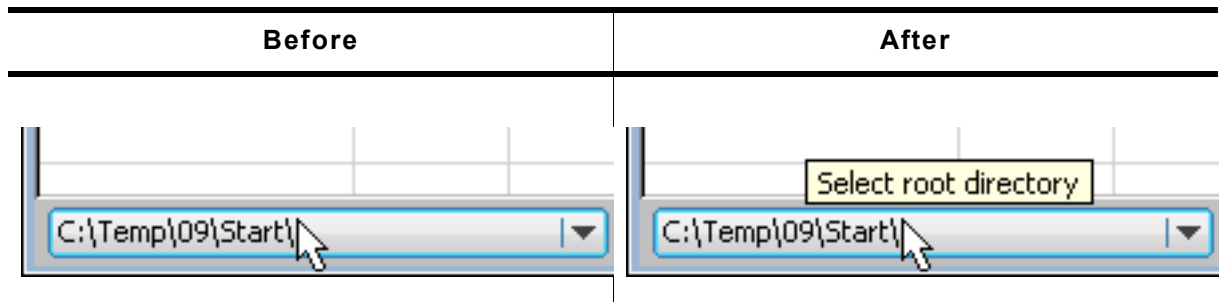 Before
After
C:\Temp\09\Start\
Select root directory
C:\Temp\09\Start\